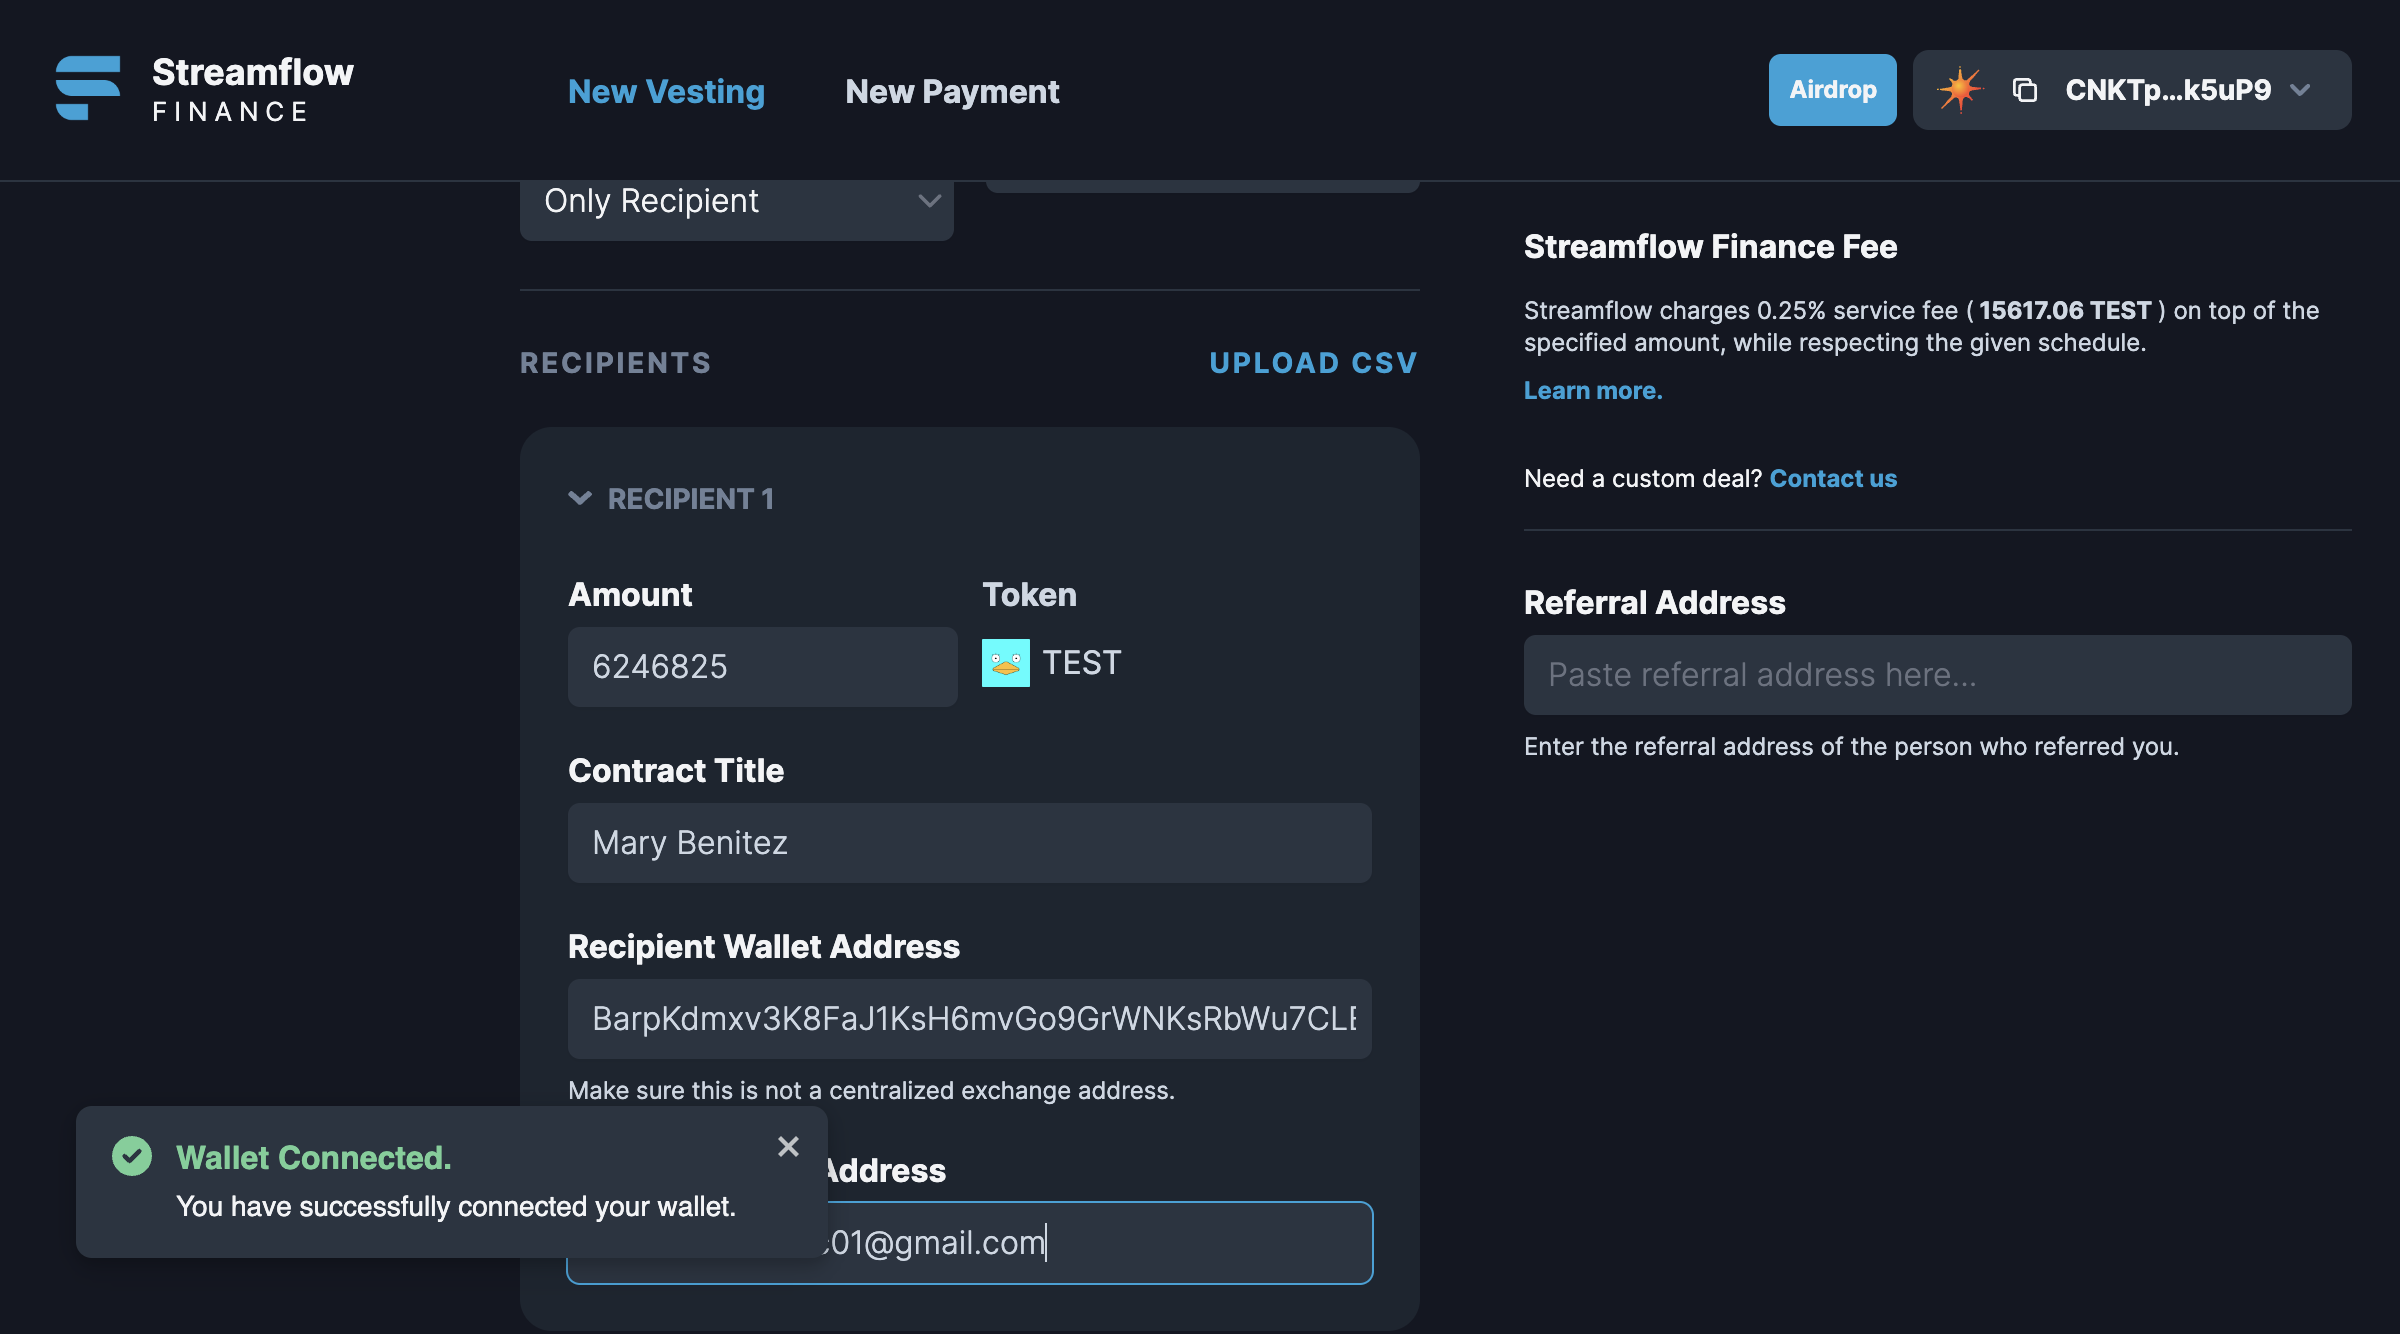 Streamflow
FINANCE
New Vesting
New Payment
Airdrop
CNKTp...k5uP9
Only Recipient
RECIPIENTS
UPLOAD CSV
RECIPIENT 1
Amount
Token
6246825
TEST
Contract Title
Mary Benitez
Recipient Wallet Address
BarpKdmxv3K8FaJ1KsH6mvGo9GrWNKsRbWu7CLE
Make sure this is not a centralized exchange address.
Address
c01@gmail.com
Wallet Connected.
You have successfully connected your wallet.
Streamflow Finance Fee
Streamflow charges 0.25% service fee ( 15617.06 TEST ) on top of the
specified amount, while respecting the given schedule.
Learn more.
Need a custom deal? Contact us
Referral Address
Paste referral address here...
Enter the referral address of the person who referred you.